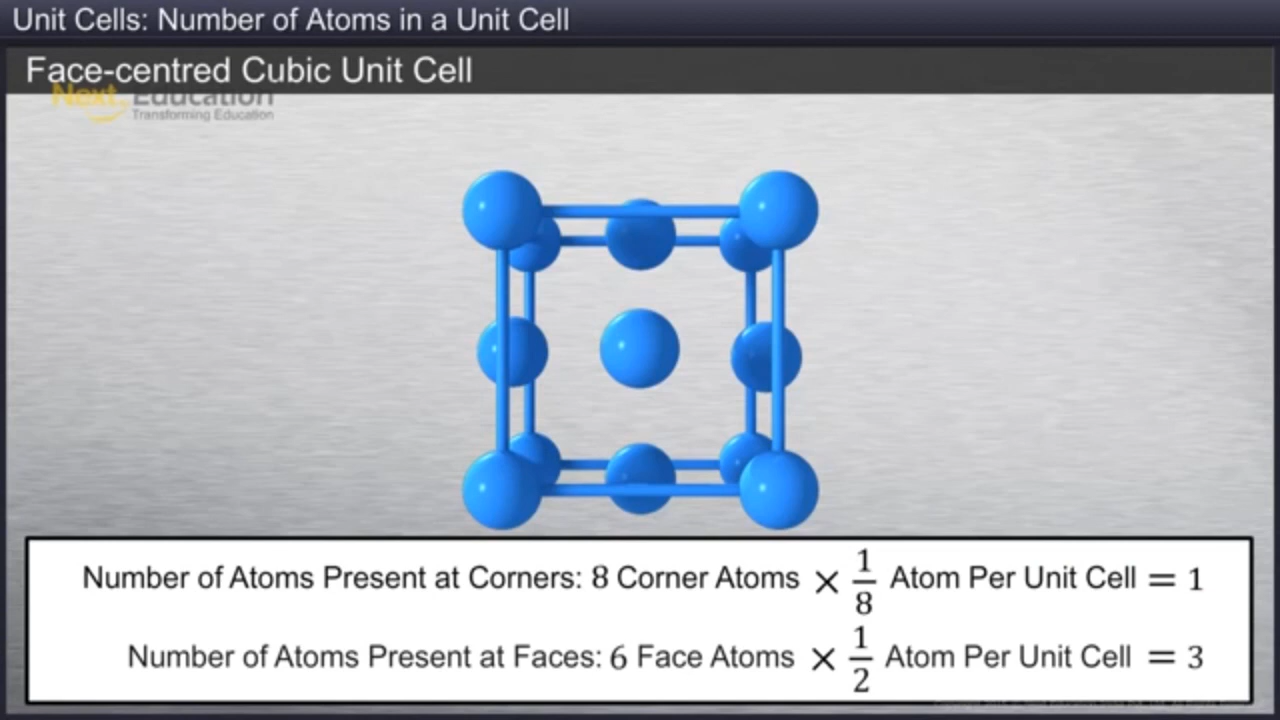 Unit Cells: Number of Atoms in a Unit Cell
Face-centred Cubic Unit Cell
Next Education
Transforming Education
Number of Atoms Present at Corners: 8 Corner Atoms × 1/8 Atom Per Unit Cell = 1
Number of Atoms Present at Faces: 6 Face Atoms × 1/2 Atom Per Unit Cell = 3